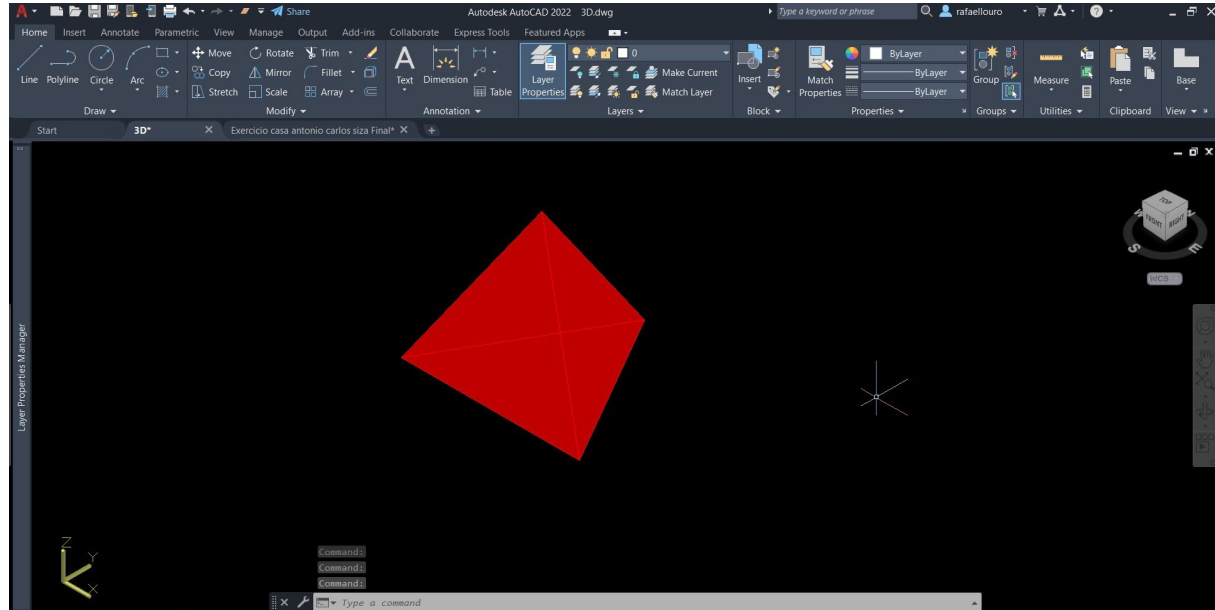 A Share Autodesk AutoCAD 2022 3D.dwg Type a keyword or phrase rafaellouro
Home Insert Annotate Parametric View Manage Output Add-ins Collaborate Express Tools Featured Apps
Line Polyline Circle Arc Move Rotate Trim Text Dimension Layer Properties 0 Insert Match Properties ByLayer Group Measure Paste Base
Copy Mirror Fillet Make Current ByLayer
Stretch Scale Array Table Match Layer ByLayer
Draw Modify Annotation Layers Block Properties Groups Utilities Clipboard View
Start 3D* Exercicio casa antonio carlos siza Final*
TOP
FRONT RIGHT
S E
WCS
Layer Properties Manager
Z
Y
X
Command:
Command:
Command:
Type a command